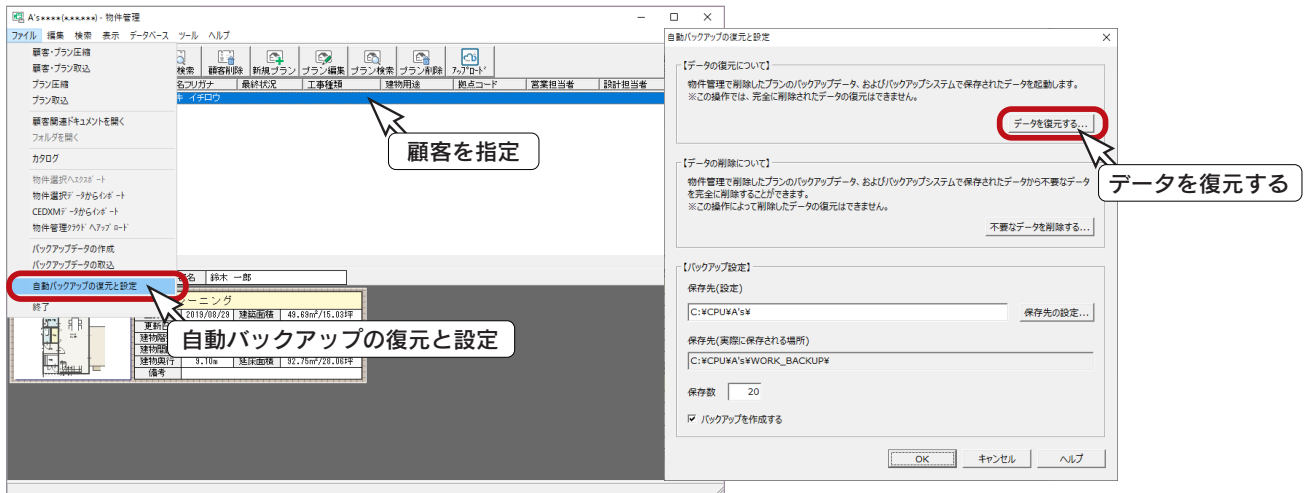 A's****(*.**.***) - 物件管理
ファイル 編集 検索 表示 データベース ツール ヘルプ
顧客・プラン圧縮
顧客・プラン取込
プラン圧縮
プラン取込
顧客関連ドキュメントを開く
フォルダを開く
カタログ
物件選択へエクスポート
物件選択データからインポート
CEDXMデータからインポート
物件管理クラウドへアップロード
バックアップデータの作成
バックアップデータの取込
自動バックアップの復元と設定
終了
検索 顧客削除 新規プラン プラン編集 プラン検索 プラン削除 アップロード
名フリガナ 最終状況 工事種類 建物用途 拠点コード 営業担当者 設計担当者
キ イチロウ
顧客を指定
客名 鈴木 一郎
ーニング
2019/08/29 建築面積 49.69m²/15.03坪
更新日
建物階
建物間
建物奥行 9.10m 延床面積 92.75m²/28.06坪
備考
自動バックアップの復元と設定
自動バックアップの復元と設定
【データの復元について】
物件管理で削除したプランのバックアップデータ、およびバックアップシステムで保存されたデータを起動します。
※この操作では、完全に削除されたデータの復元はできません。
データを復元する...
データを復元する
【データの削除について】
物件管理で削除したプランのバックアップデータ、およびバックアップシステムで保存されたデータから不要なデータ
を完全に削除することができます。
※この操作によって削除したデータの復元はできません。
不要なデータを削除する...
【バックアップ設定】
保存先(設定)
C:¥CPU¥A's¥ 保存先の設定...
保存先(実際に保存される場所)
C:¥CPU¥A's¥WORK_BACKUP¥
保存数 20
バックアップを作成する
OK キャンセル ヘルプ